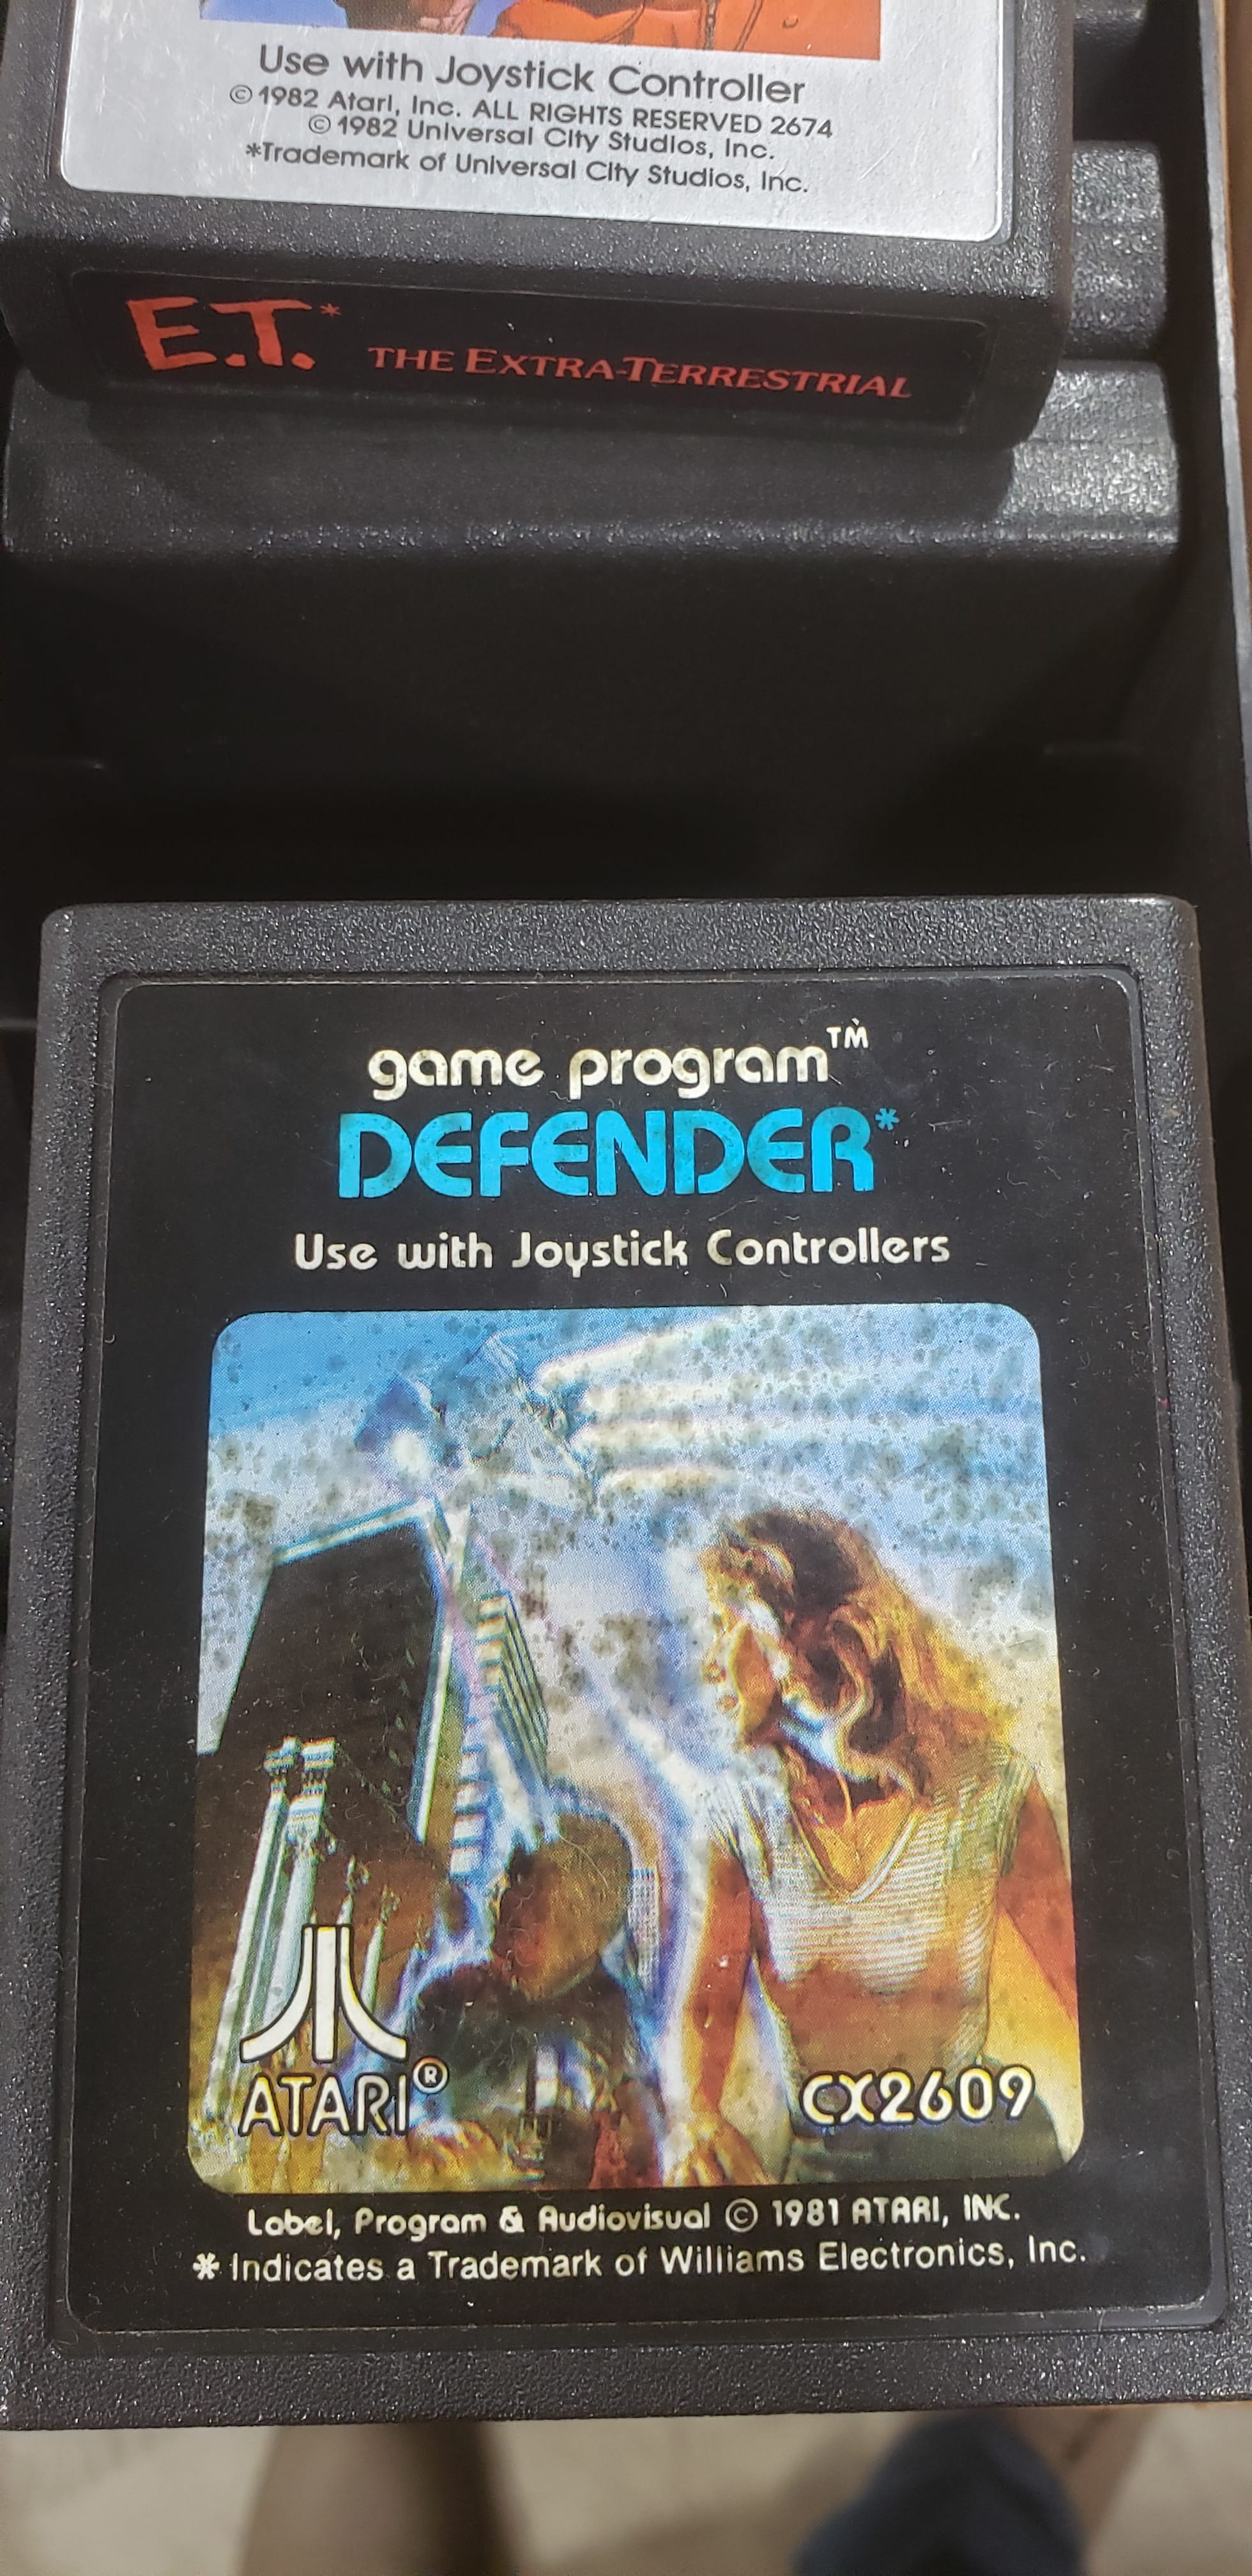 Use with Joystick Controller
© 1982 Atari, Inc. ALL RIGHTS RESERVED 2674
© 1982 Universal City Studios, Inc.
*Trademark of Universal City Studios, Inc.
E.T.* THE EXTRA-TERRESTRIAL
game program™
DEFENDER*
Use with Joystick Controllers
ATARI®
CX2609
Label, Program & Audiovisual © 1981 ATARI, INC.
* Indicates a Trademark of Williams Electronics, Inc.